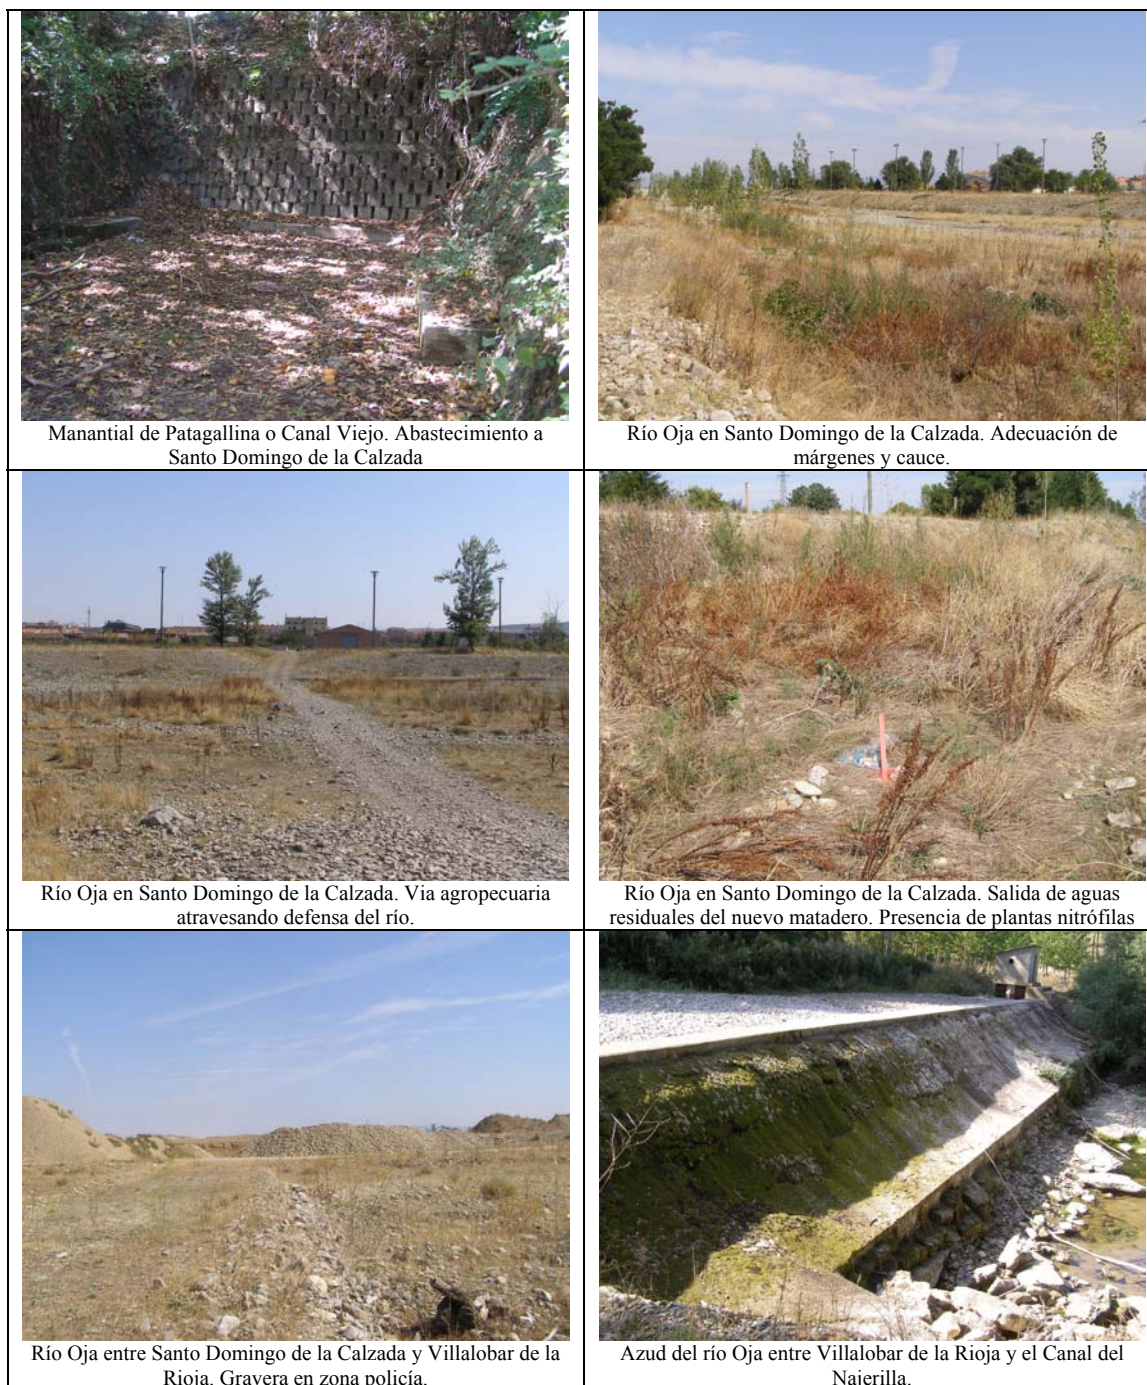 Manantial de Patagallina o Canal Viejo. Abastecimiento a
Santo Domingo de la Calzada
Río Oja en Santo Domingo de la Calzada. Adecuación de
márgenes y cauce.
Río Oja en Santo Domingo de la Calzada. Via agropecuaria
atravesando defensa del río.
Río Oja en Santo Domingo de la Calzada. Salida de aguas
residuales del nuevo matadero. Presencia de plantas nitrófilas
Río Oja entre Santo Domingo de la Calzada y Villalobar de la
Rioja. Gravera en zona policía.
Azud del río Oja entre Villalobar de la Rioja y el Canal del
Najerilla.